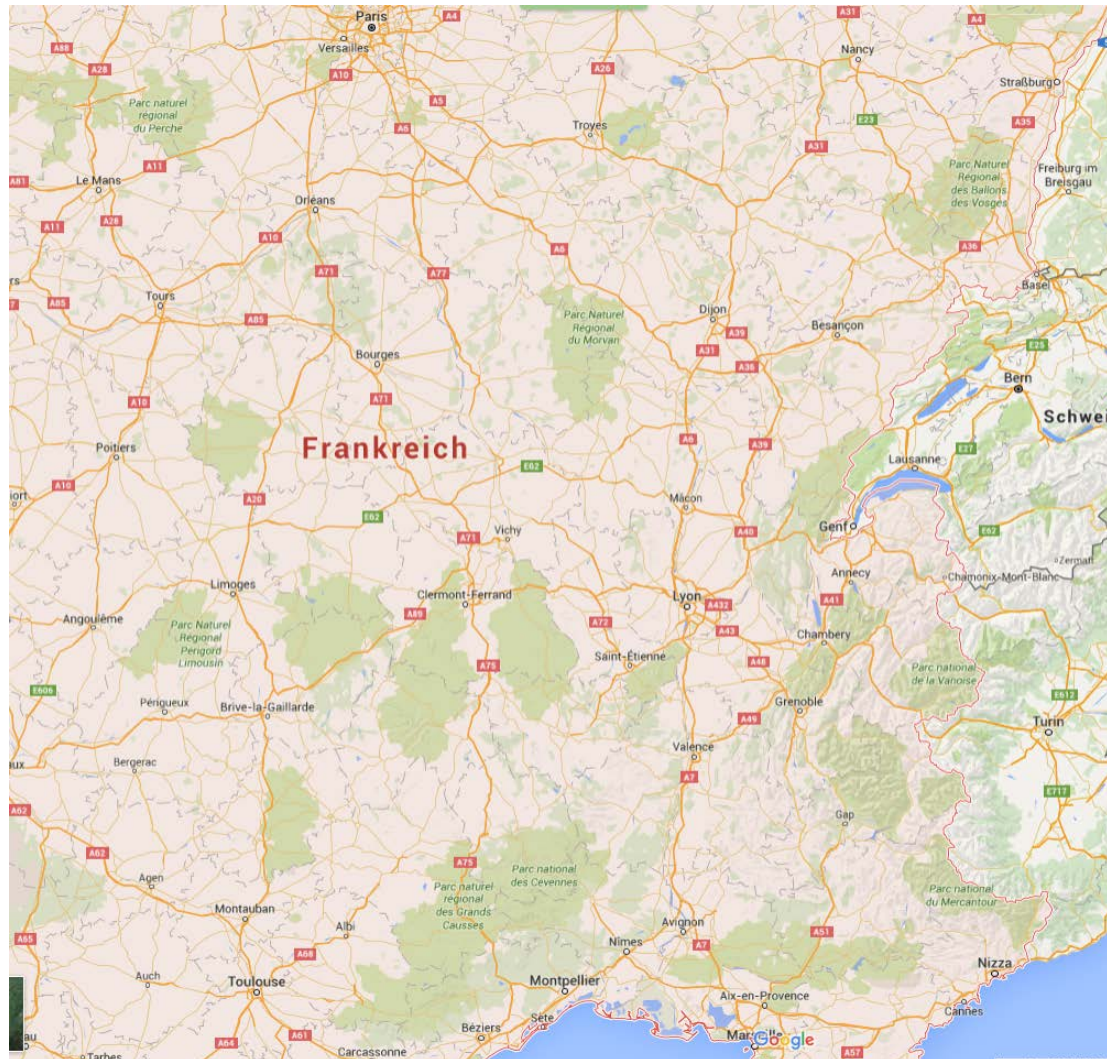 Paris
A4
A31
A4
A88
Versailles
Nancy
A28
A10
A26
Straßburg
Parc naturel
régional
du Perche
A5
A6
Troyes
E23
A35
A31
A11
Parc Naturel
Régional
des Ballons
des Vosges
Freiburg im
Breisgau
A81
Le Mans
Orléans
A11
A28
A10
A6
A36
A71
A77
Basel
A85
Tours
A85
Parc Naturel
Régional
du Morvan
Dijon
A39
Besançon
A31
E25
Bourges
A36
Bern
A71
A10
Schwei
Poitiers
Frankreich
A6
A39
E27
Lausanne
E62
A10
ort
A20
Mâcon
E62
Genf
A40
E62
Vichy
A71
Zermatt
Annecy
Chamonix-Mont-Blanc
Limoges
Clermont-Ferrand
Lyon
A432
A41
Angoulême
A89
A72
A43
Parc Naturel
Régional
Périgord
Limousin
Chambery
Saint-Étienne
A75
A48
Parc national
de la Vanoise
E606
E612
Périgueux
Brive-la-Gaillarde
Grenoble
A49
Turin
Valence
aux
Bergerac
A7
E717
A62
Gap
A62
A75
Parc national
des Cevennes
Agen
Parc naturel
régional
des Grands
Causses
Parc national
du Mercantour
Montauban
Albi
Avignon
A65
A68
Nîmes
A7
A51
Nizza
Auch
Toulouse
Montpellier
Aix-en-Provence
Cannes
Sète
Béziers
Marseille
Google
A64
A61
Carcassonne
A57
Tarbes